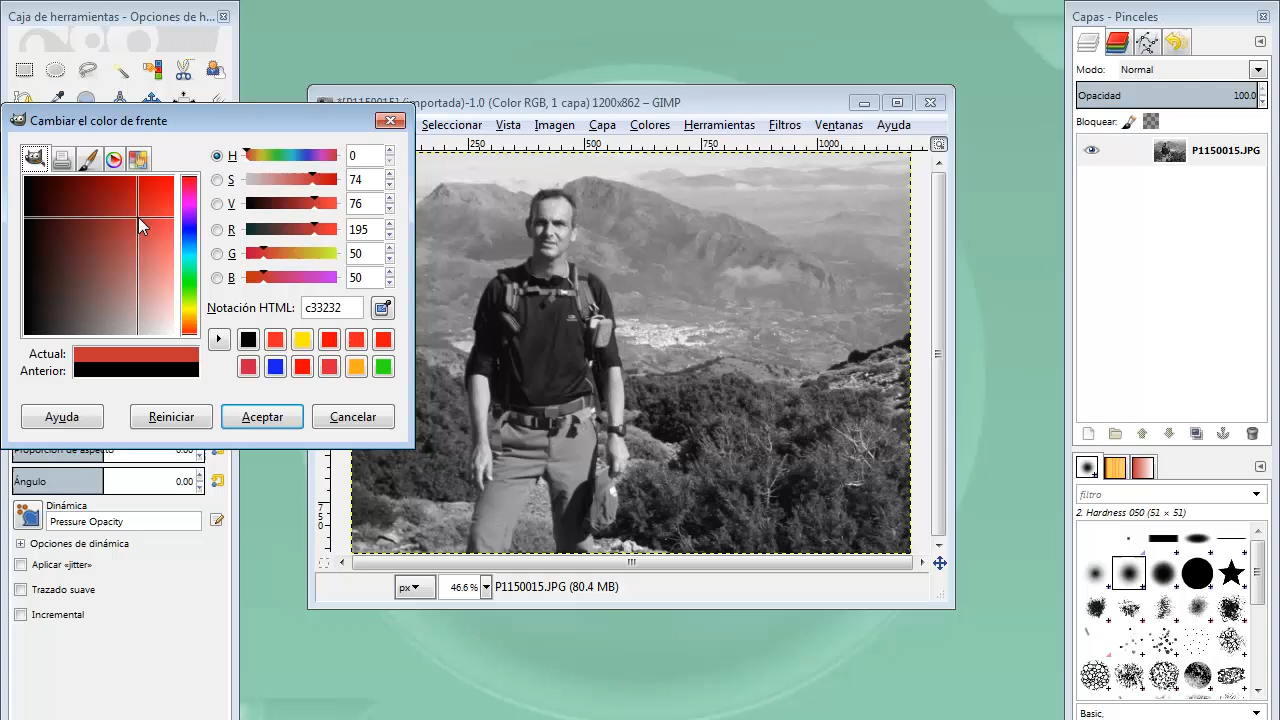 Caja de herramientas - Opciones de h...
Cambiar el color de frente
H 0
S 74
V 76
R 195
G 50
B 50
Notación HTML: c33232
Actual:
Anterior:
Ayuda Reiniciar Aceptar Cancelar
Ángulo 0.00
Dinámica
Pressure Opacity
Opciones de dinámica
Aplicar «jitter»
Trazado suave
Incremental
(Color RGB, 1 capa) 1200x862 – GIMP
Seleccionar Vista Imagen Capa Colores Herramientas Filtros Ventanas Ayuda
250 500 750 1000
750
px 46.6 % P1150015.JPG (80.4 MB)
Capas - Pinceles
Modo: Normal
Opacidad 100.0
Bloquear:
P1150015.JPG
filtro
2. Hardness 050 (51 × 51)
Basic,